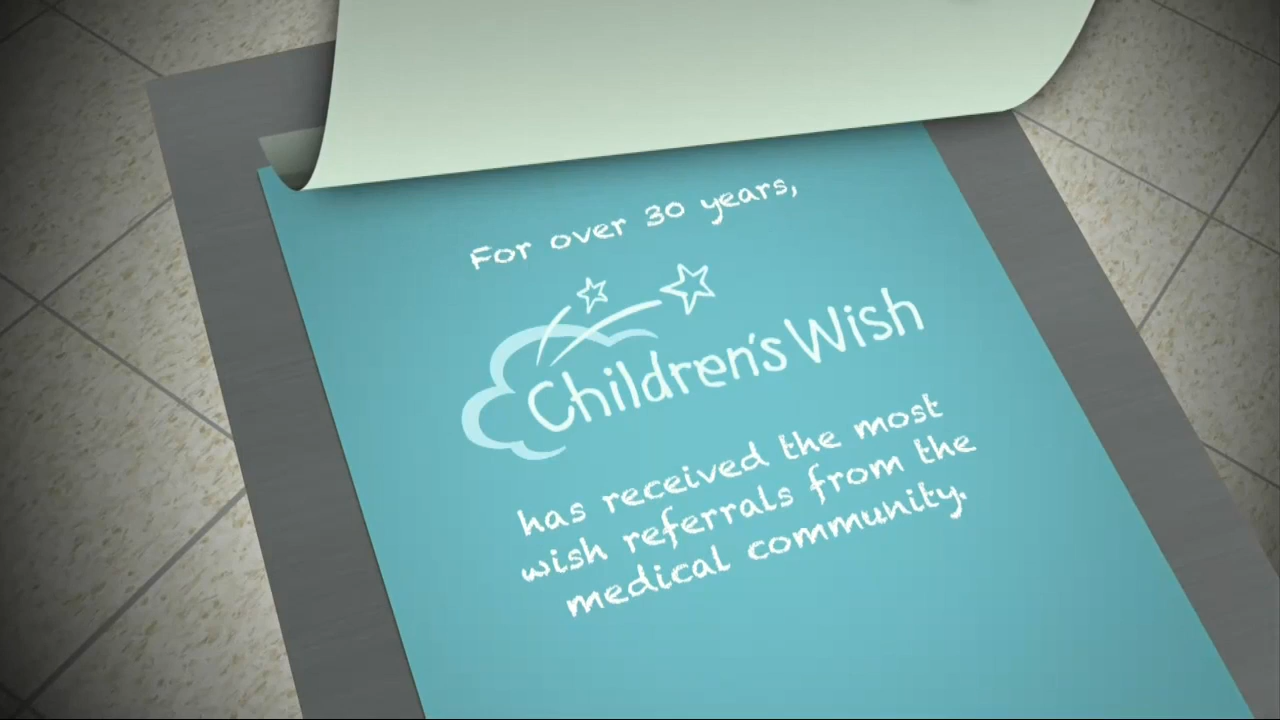 For over 30 years,
Children's Wish
has received the most
wish referrals from the
medical community.